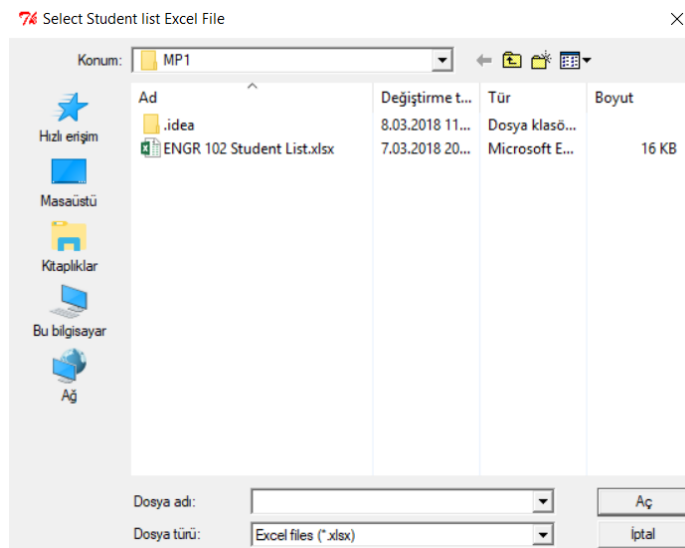 Select Student list Excel File
Konum: MP1
Ad Değiştirme t... Tür Boyut
.idea 8.03.2018 11... Dosya klasö...
ENGR 102 Student List.xlsx 7.03.2018 20... Microsoft E... 16 KB
Hızlı erişim
Masaüstü
Kitaplıklar
Bu bilgisayar
Ağ
Dosya adı: Aç
Dosya türü: Excel files (*.xlsx) İptal